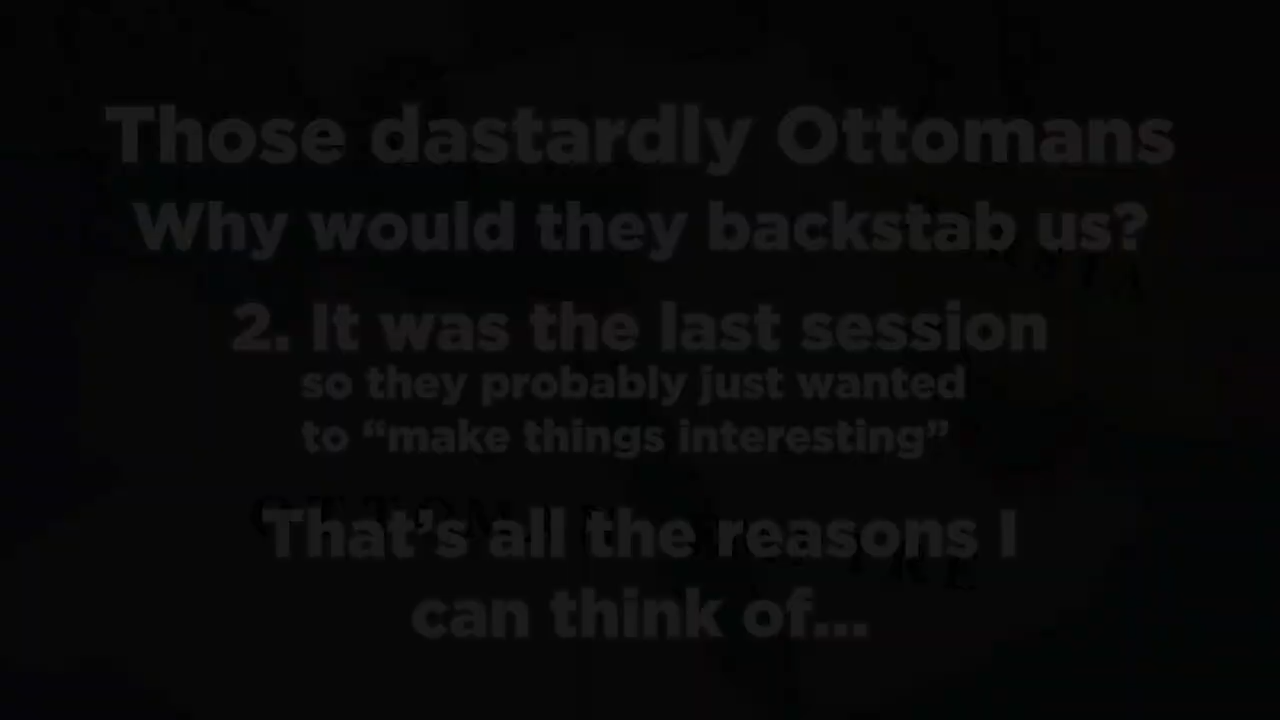 Those dastardly Ottomans
Why would they backstab us?
2. It was the last session
so they probably just wanted
to “make things interesting”
That’s all the reasons I
can think of...